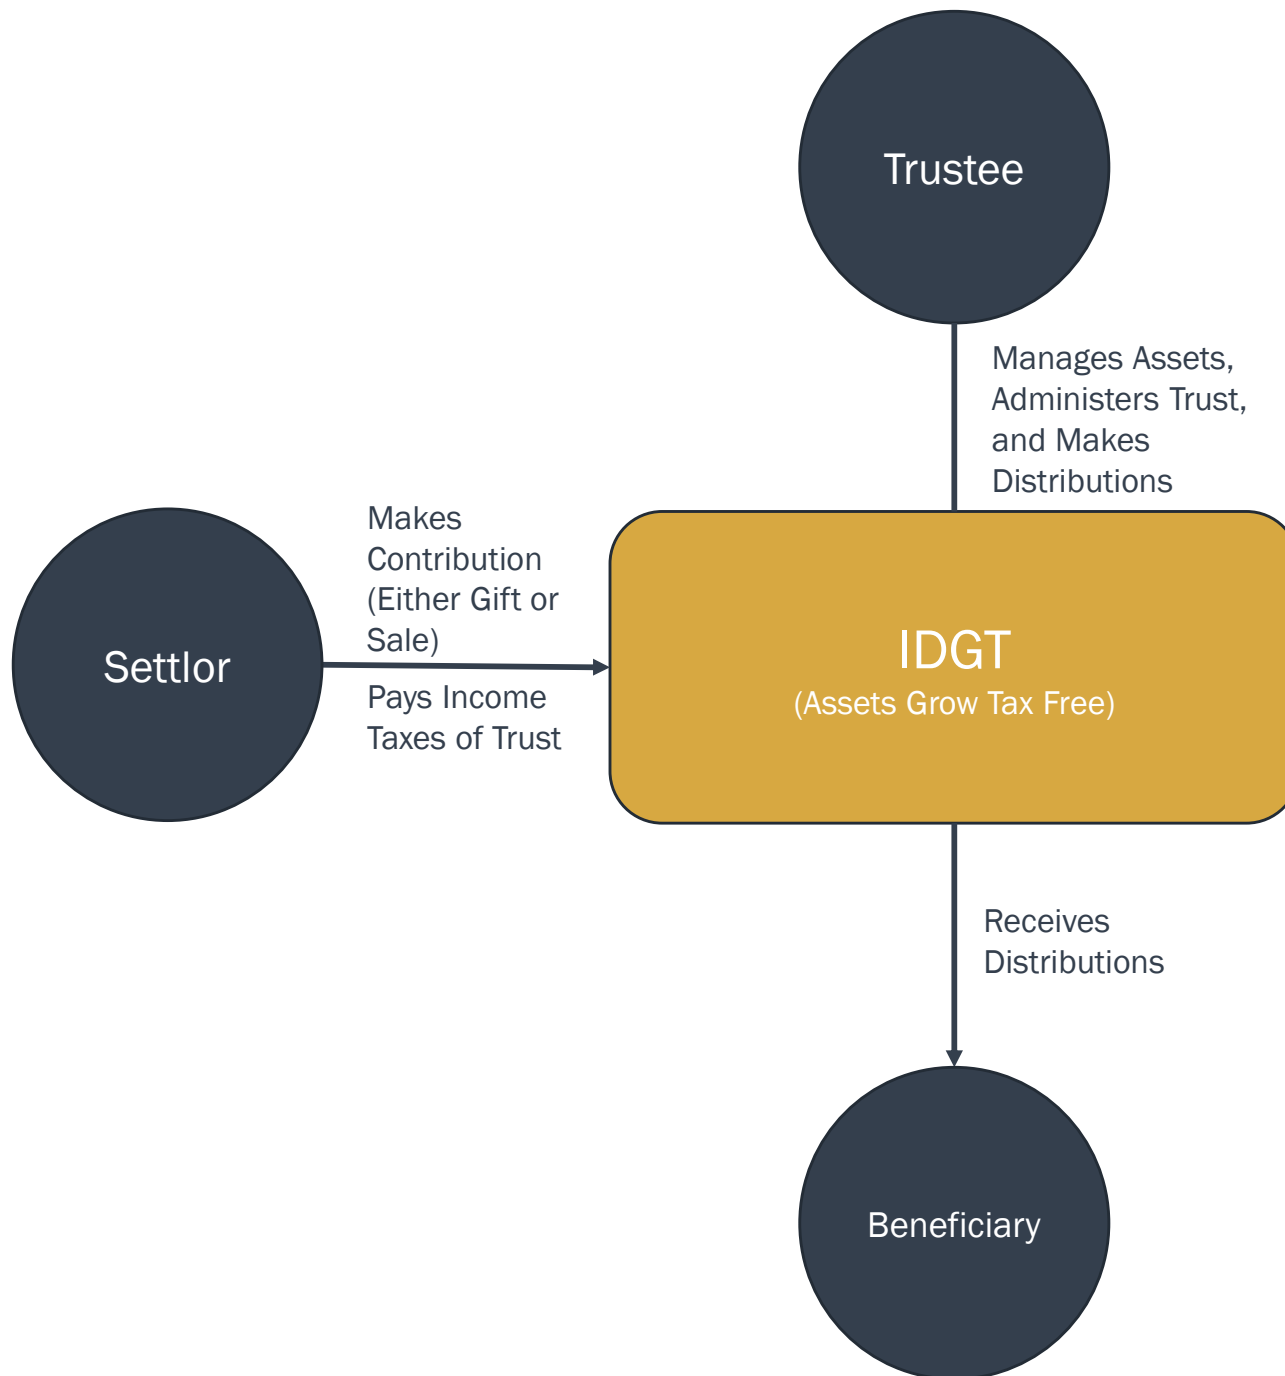 Trustee
Manages Assets,
Administers Trust,
and Makes
Distributions
Makes
Contribution
(Either Gift or
Sale)
Settlor
Pays Income
Taxes of Trust
IDGT
(Assets Grow Tax Free)
Receives
Distributions
Beneficiary